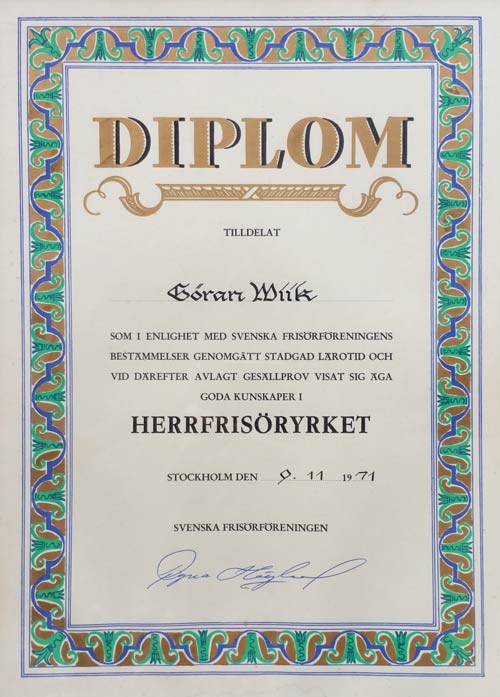 DIPLOM
TILLDELAT
Göran Wiik
SOM I ENLIGHET MED SVENSKA FRISÖRFÖRENINGENS
BESTÄMMELSER GENOMGÅTT STADGAD LÄROTID OCH
VID DÄREFTER AVLAGT GESÄLLPROV VISAT SIG ÄGA
GODA KUNSKAPER I
HERRFRISÖRYRKET
STOCKHOLM DEN 9. 11 1971
SVENSKA FRISÖRFÖRENINGEN